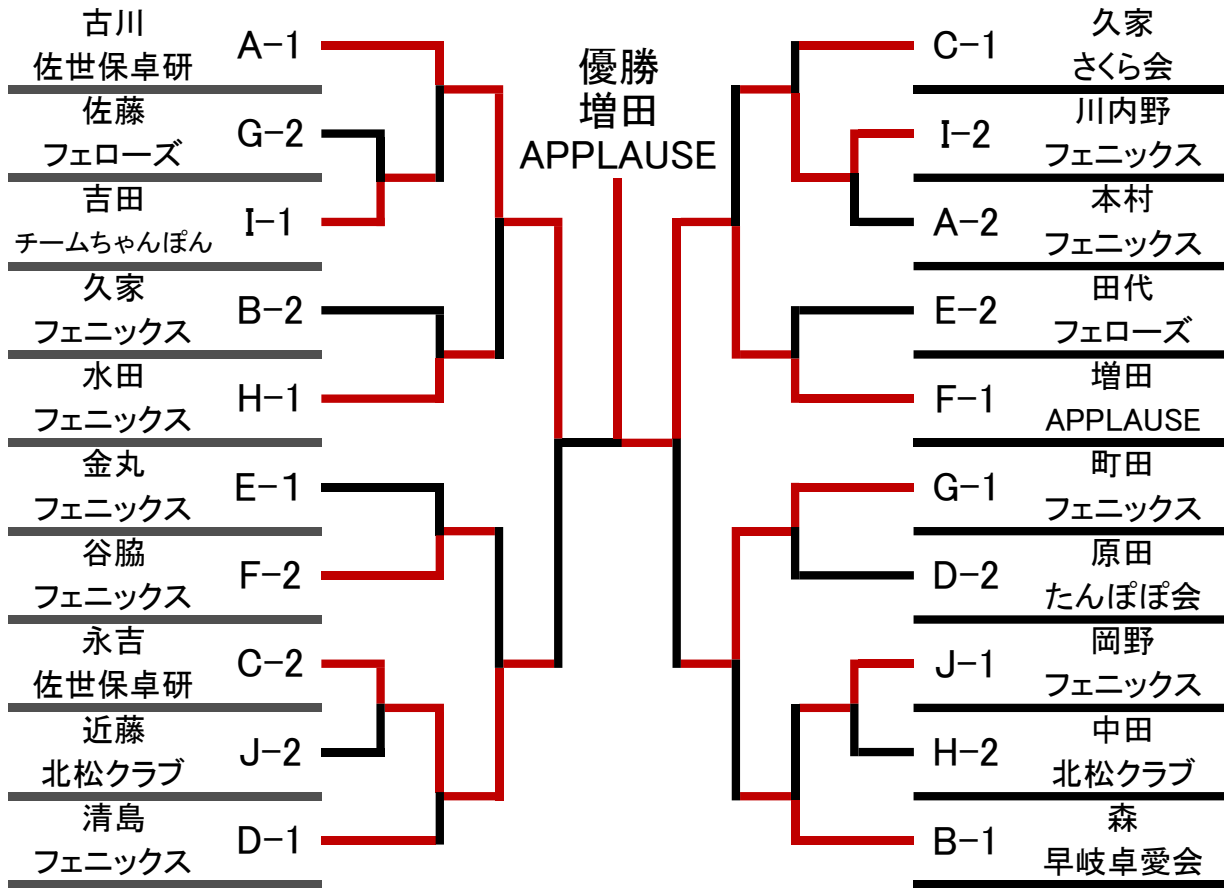 古川
佐世保卓研
A-1
佐藤
フェローズ
G-2
吉田
チームちゃんぽん
I-1
久家
フェニックス
B-2
水田
フェニックス
H-1
金丸
フェニックス
E-1
谷脇
フェニックス
F-2
永吉
佐世保卓研
C-2
近藤
北松クラブ
J-2
清島
フェニックス
D-1
優勝
増田
APPLAUSE
C-1
久家
さくら会
I-2
川内野
フェニックス
A-2
本村
フェニックス
E-2
田代
フェローズ
F-1
増田
APPLAUSE
G-1
町田
フェニックス
D-2
原田
たんぽぽ会
J-1
岡野
フェニックス
H-2
中田
北松クラブ
B-1
森
早岐卓愛会